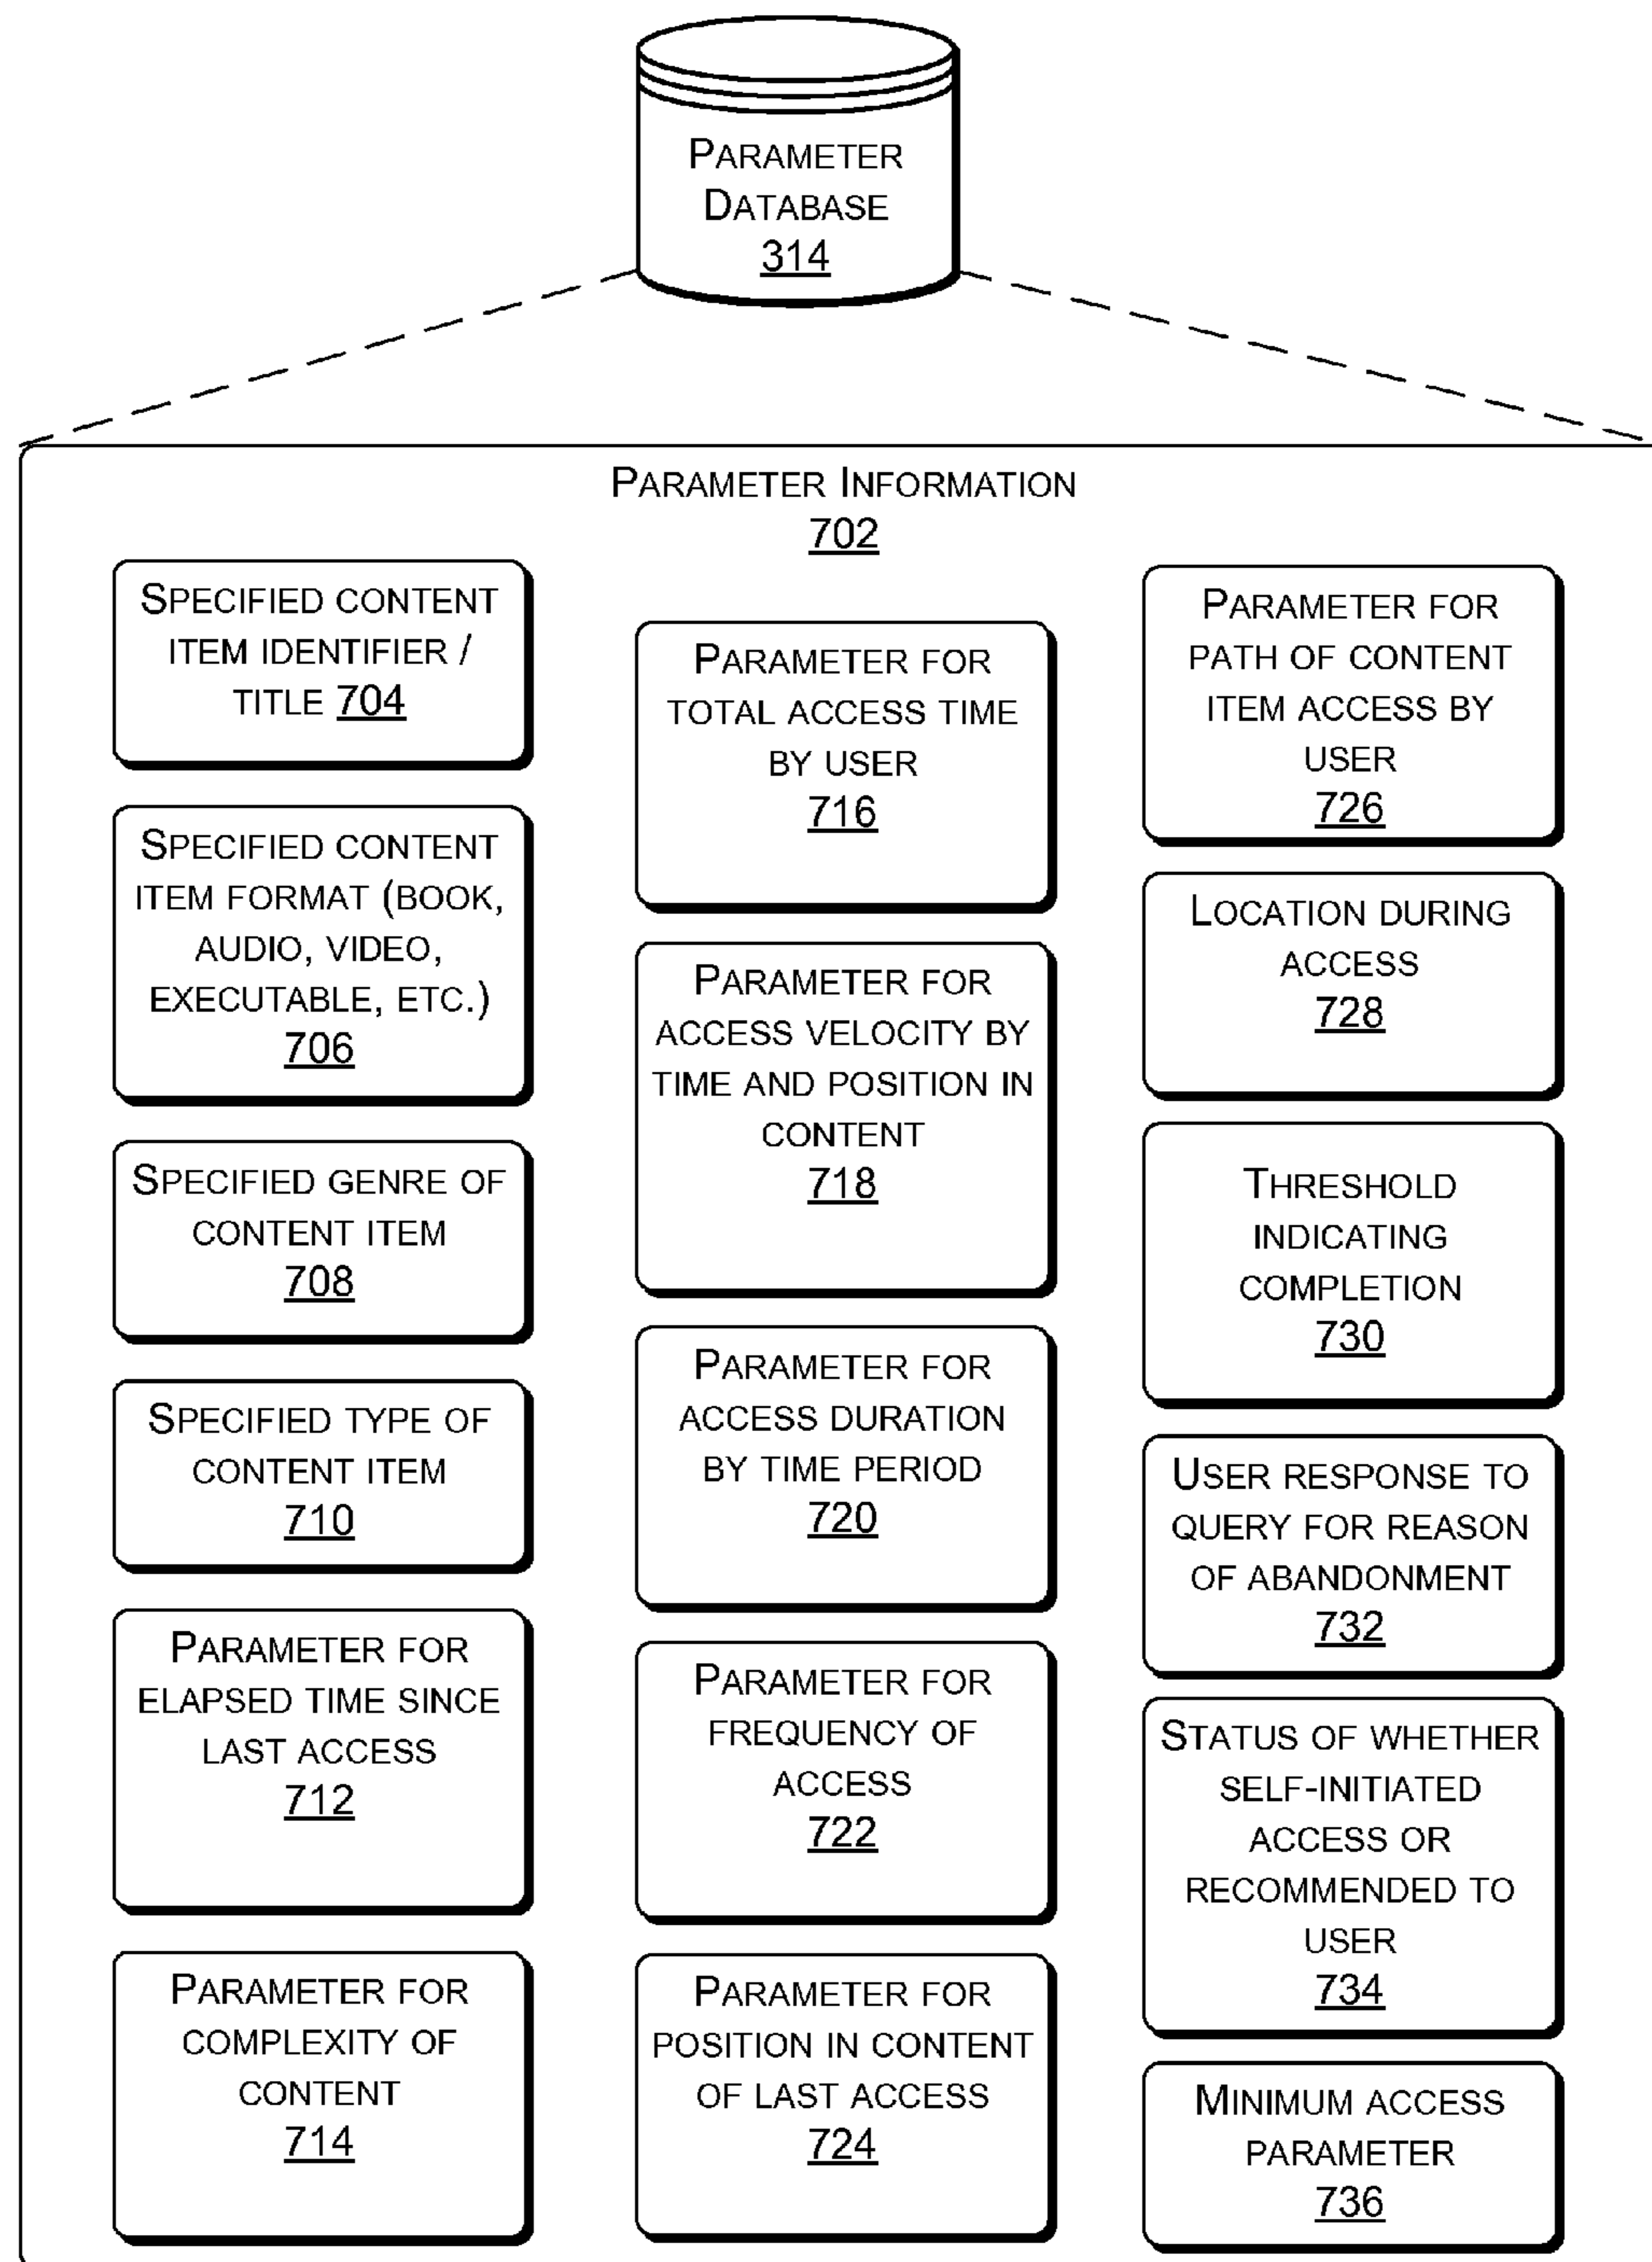 PARAMETER
DATABASE
314
PARAMETER INFORMATION
702
SPECIFIED CONTENT
ITEM IDENTIFIER /
TITLE 704
SPECIFIED CONTENT
ITEM FORMAT (BOOK,
AUDIO, VIDEO,
EXECUTABLE, ETC.)
706
SPECIFIED GENRE OF
CONTENT ITEM
708
SPECIFIED TYPE OF
CONTENT ITEM
710
PARAMETER FOR
ELAPSED TIME SINCE
LAST ACCESS
712
PARAMETER FOR
COMPLEXITY OF
CONTENT
714
PARAMETER FOR
TOTAL ACCESS TIME
BY USER
716
PARAMETER FOR
ACCESS VELOCITY BY
TIME AND POSITION IN
CONTENT
718
PARAMETER FOR
ACCESS DURATION
BY TIME PERIOD
720
PARAMETER FOR
FREQUENCY OF
ACCESS
722
PARAMETER FOR
POSITION IN CONTENT
OF LAST ACCESS
724
PARAMETER FOR
PATH OF CONTENT
ITEM ACCESS BY
USER
726
LOCATION DURING
ACCESS
728
THRESHOLD
INDICATING
COMPLETION
730
USER RESPONSE TO
QUERY FOR REASON
OF ABANDONMENT
732
STATUS OF WHETHER
SELF-INITIATED
ACCESS OR
RECOMMENDED TO
USER
734
MINIMUM ACCESS
PARAMETER
736